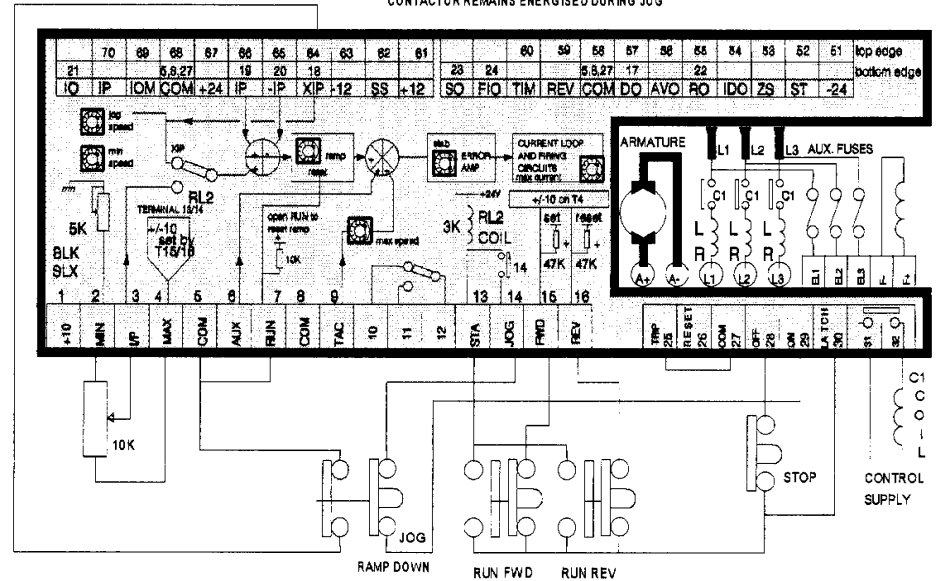 CONTACTOR REMAINS ENERGISED DURING JOG
70 69 68 67 66 65 64 63 62 61 60 59 58 57 56 55 54 53 52 51 top edge
21 5,8,27 19 20 18 23 24 5,8,27 17 22 bottom edge
IO IP IOM COM +24 IP -IP XIP -12 SS +12 SO FIO TIM REV COM DO AVO RO IDO ZS ST -24
top speed
min speed
XIP
RL2
ramp
reset
stab
ERROR AMP
CURRENT LOOP
AND FIRING
CIRCUITS
max current
ARMATURE
L1 L2 L3 AUX. FUSES
C1 C1 C1
min
5K
TERMINAL 15/14
+/-10
set by
T15/16
open RUN to
reset ramp
10K
max speed
+24V
3K
RL2
COIL
14
+/-10 on T4
set reset
47K 47K
BLK
SLX
L L L
R R R
A+ A- L1 L2 L3 EL1 EL2 EL3 F- F+
1 2 3 4 5 6 7 8 9 13 14 15 16
+10 MIN I/P MAX COM AUX RUN COM TAC 10 11 12 STA JOG FWD REV
TRIP 25 RESET 26 COM 27 OFF 28 ON 29 LATCH 30 S1 S2
10K
C1
COIL
STOP
CONTROL
SUPPLY
JOG
RAMP DOWN
RUN FWD
RUN REV